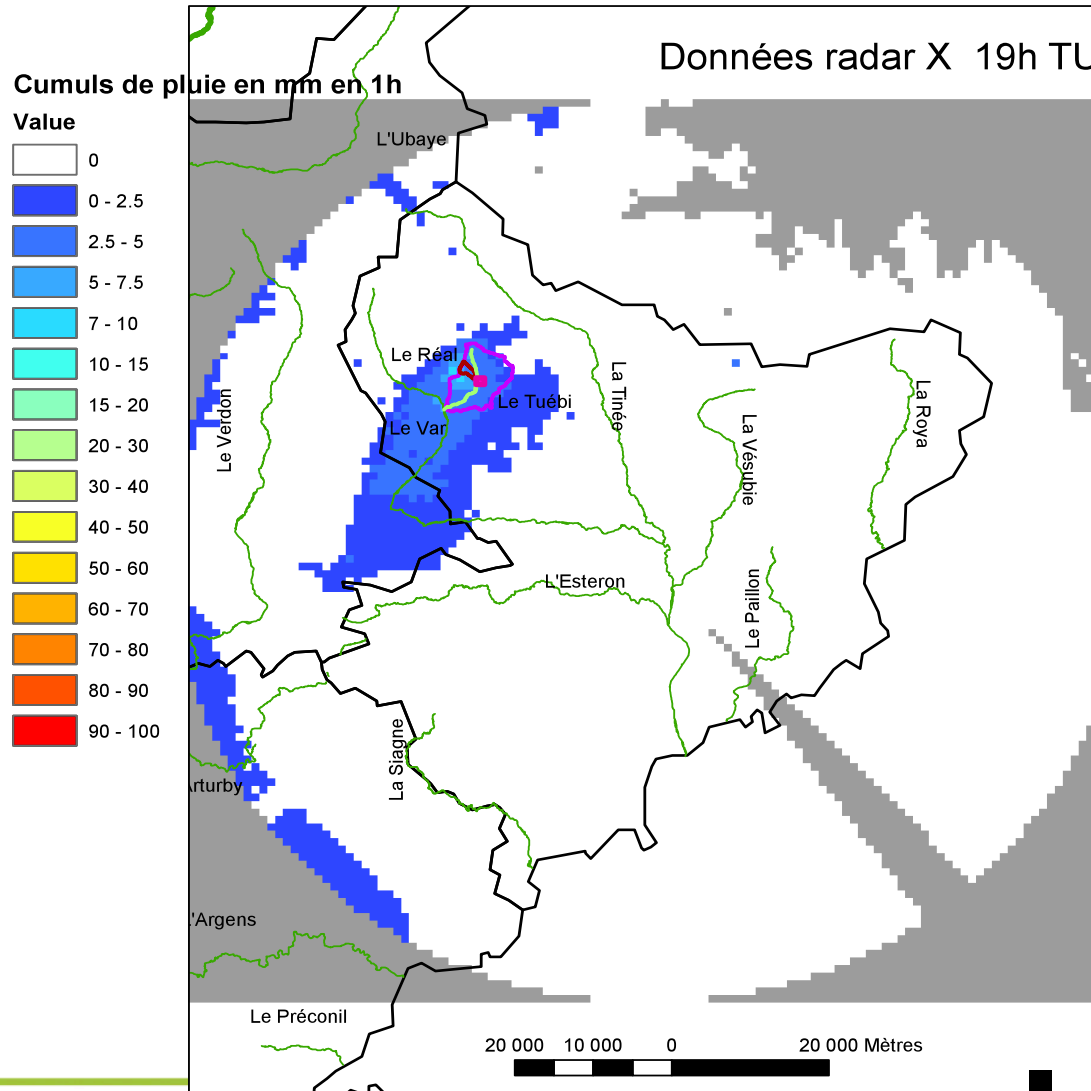 Données radar X 19h TU
Cumuls de pluie en mm en 1h
Value
0
0 - 2.5
2.5 - 5
5 - 7.5
7 - 10
10 - 15
15 - 20
20 - 30
30 - 40
40 - 50
50 - 60
60 - 70
70 - 80
80 - 90
90 - 100
L'Ubaye
Le Réal
Le Tuébi
Le Var
Le Verdon
La Tinée
La Vésubie
La Roya
L'Esteron
Le Paillon
La Siagne
rturby
'Argens
Le Préconil
20 000 10 000 0 20 000 Mètres